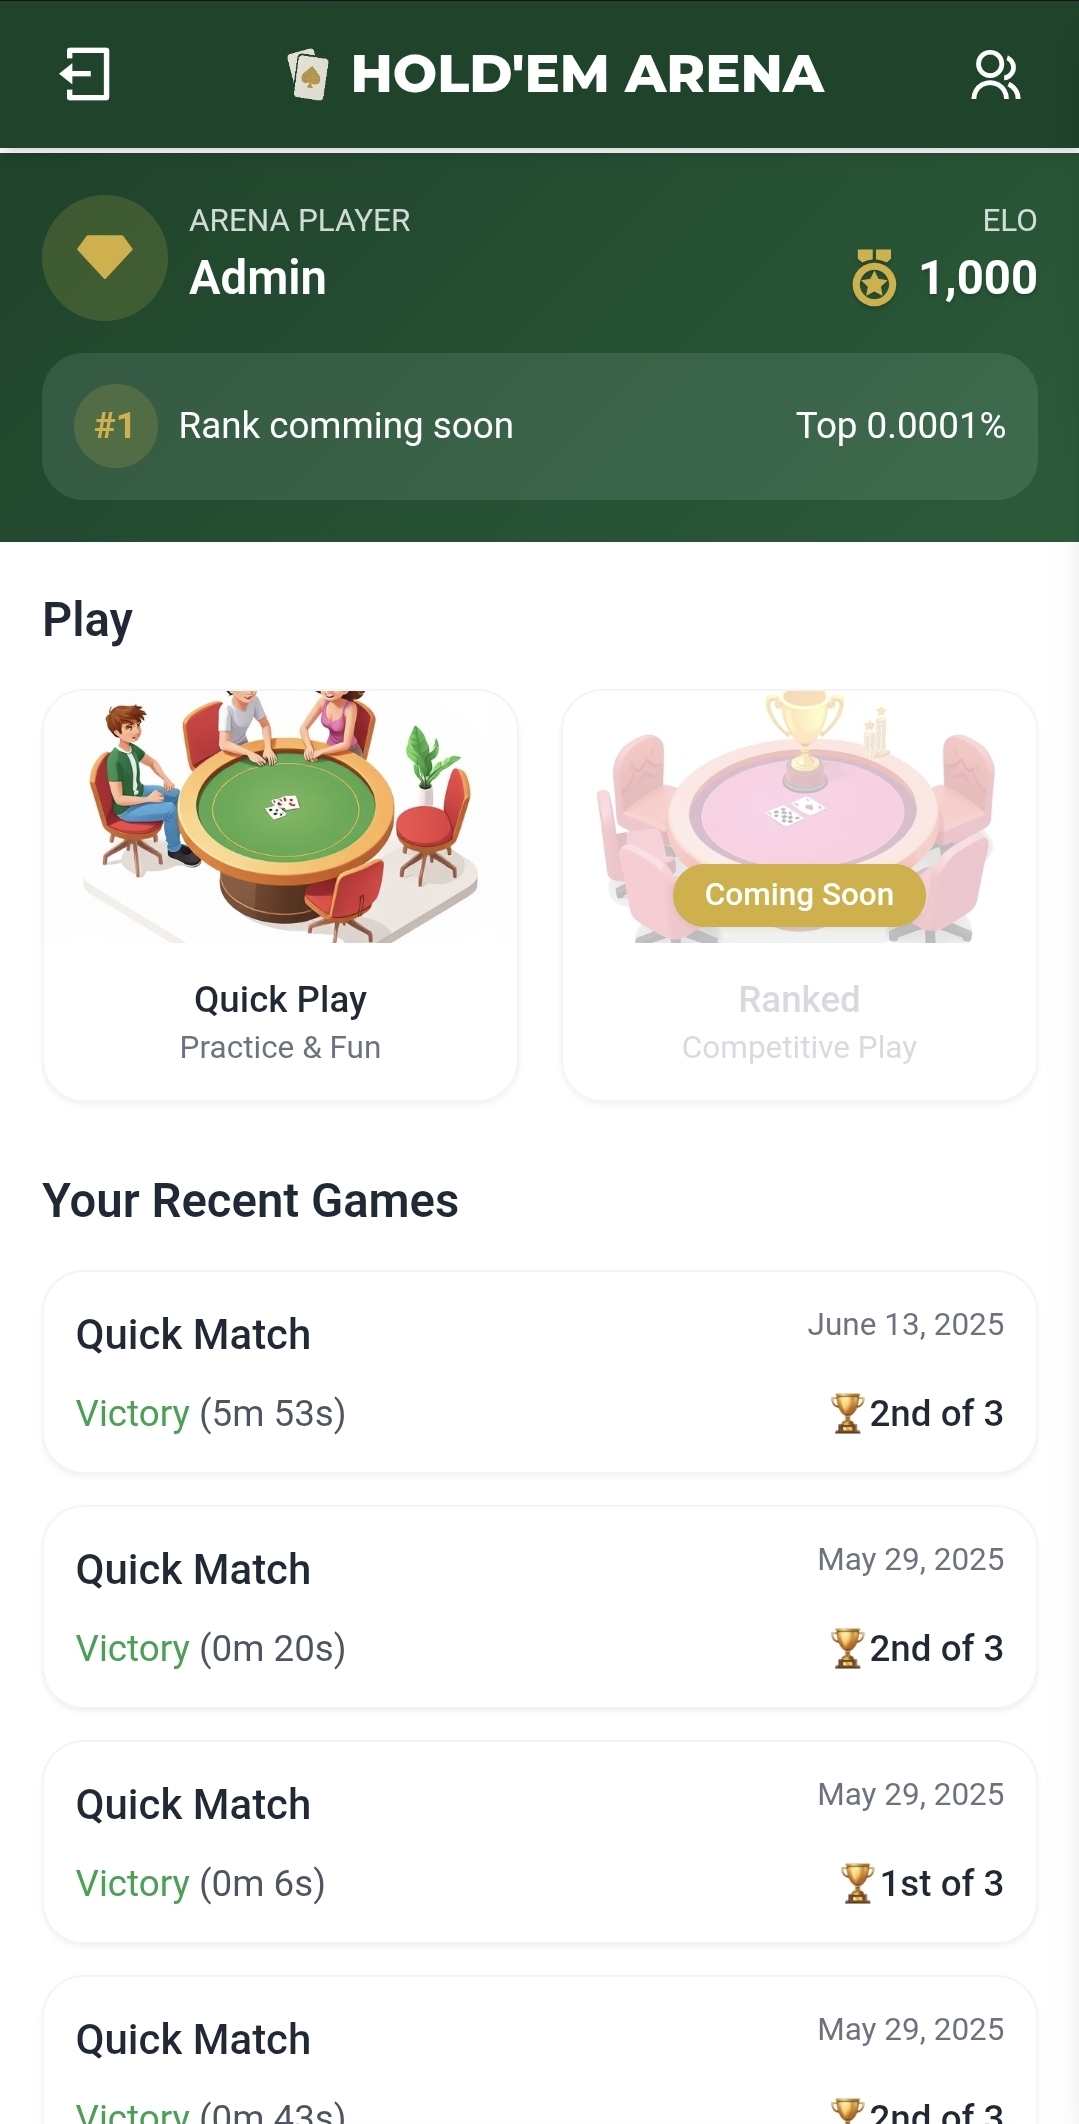 HOLD'EM ARENA
ARENA PLAYER
Admin
ELO
1,000
#1 Rank comming soon
Top 0.0001%
Play
Coming Soon
Quick Play
Practice & Fun
Ranked
Competitive Play
Your Recent Games
Quick Match
June 13, 2025
Victory (5m 53s)
2nd of 3
Quick Match
May 29, 2025
Victory (0m 20s)
2nd of 3
Quick Match
May 29, 2025
Victory (0m 6s)
1st of 3
Quick Match
May 29, 2025
Victory (0m 43s)
2nd of 3